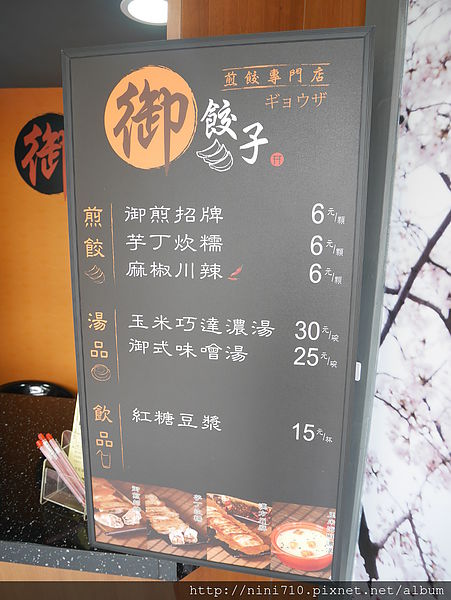 御
煎餃專門店
ギョウザ
御
餃子
煎餃
御煎招牌 6元/顆
芋丁炊糯 6元/顆
麻椒川辣 6元/顆
湯品
玉米巧達濃湯 30元/碗
御式味噌湯 25元/碗
飲品
紅糖豆漿 15元/杯
http://nini710.pixnet.net/album